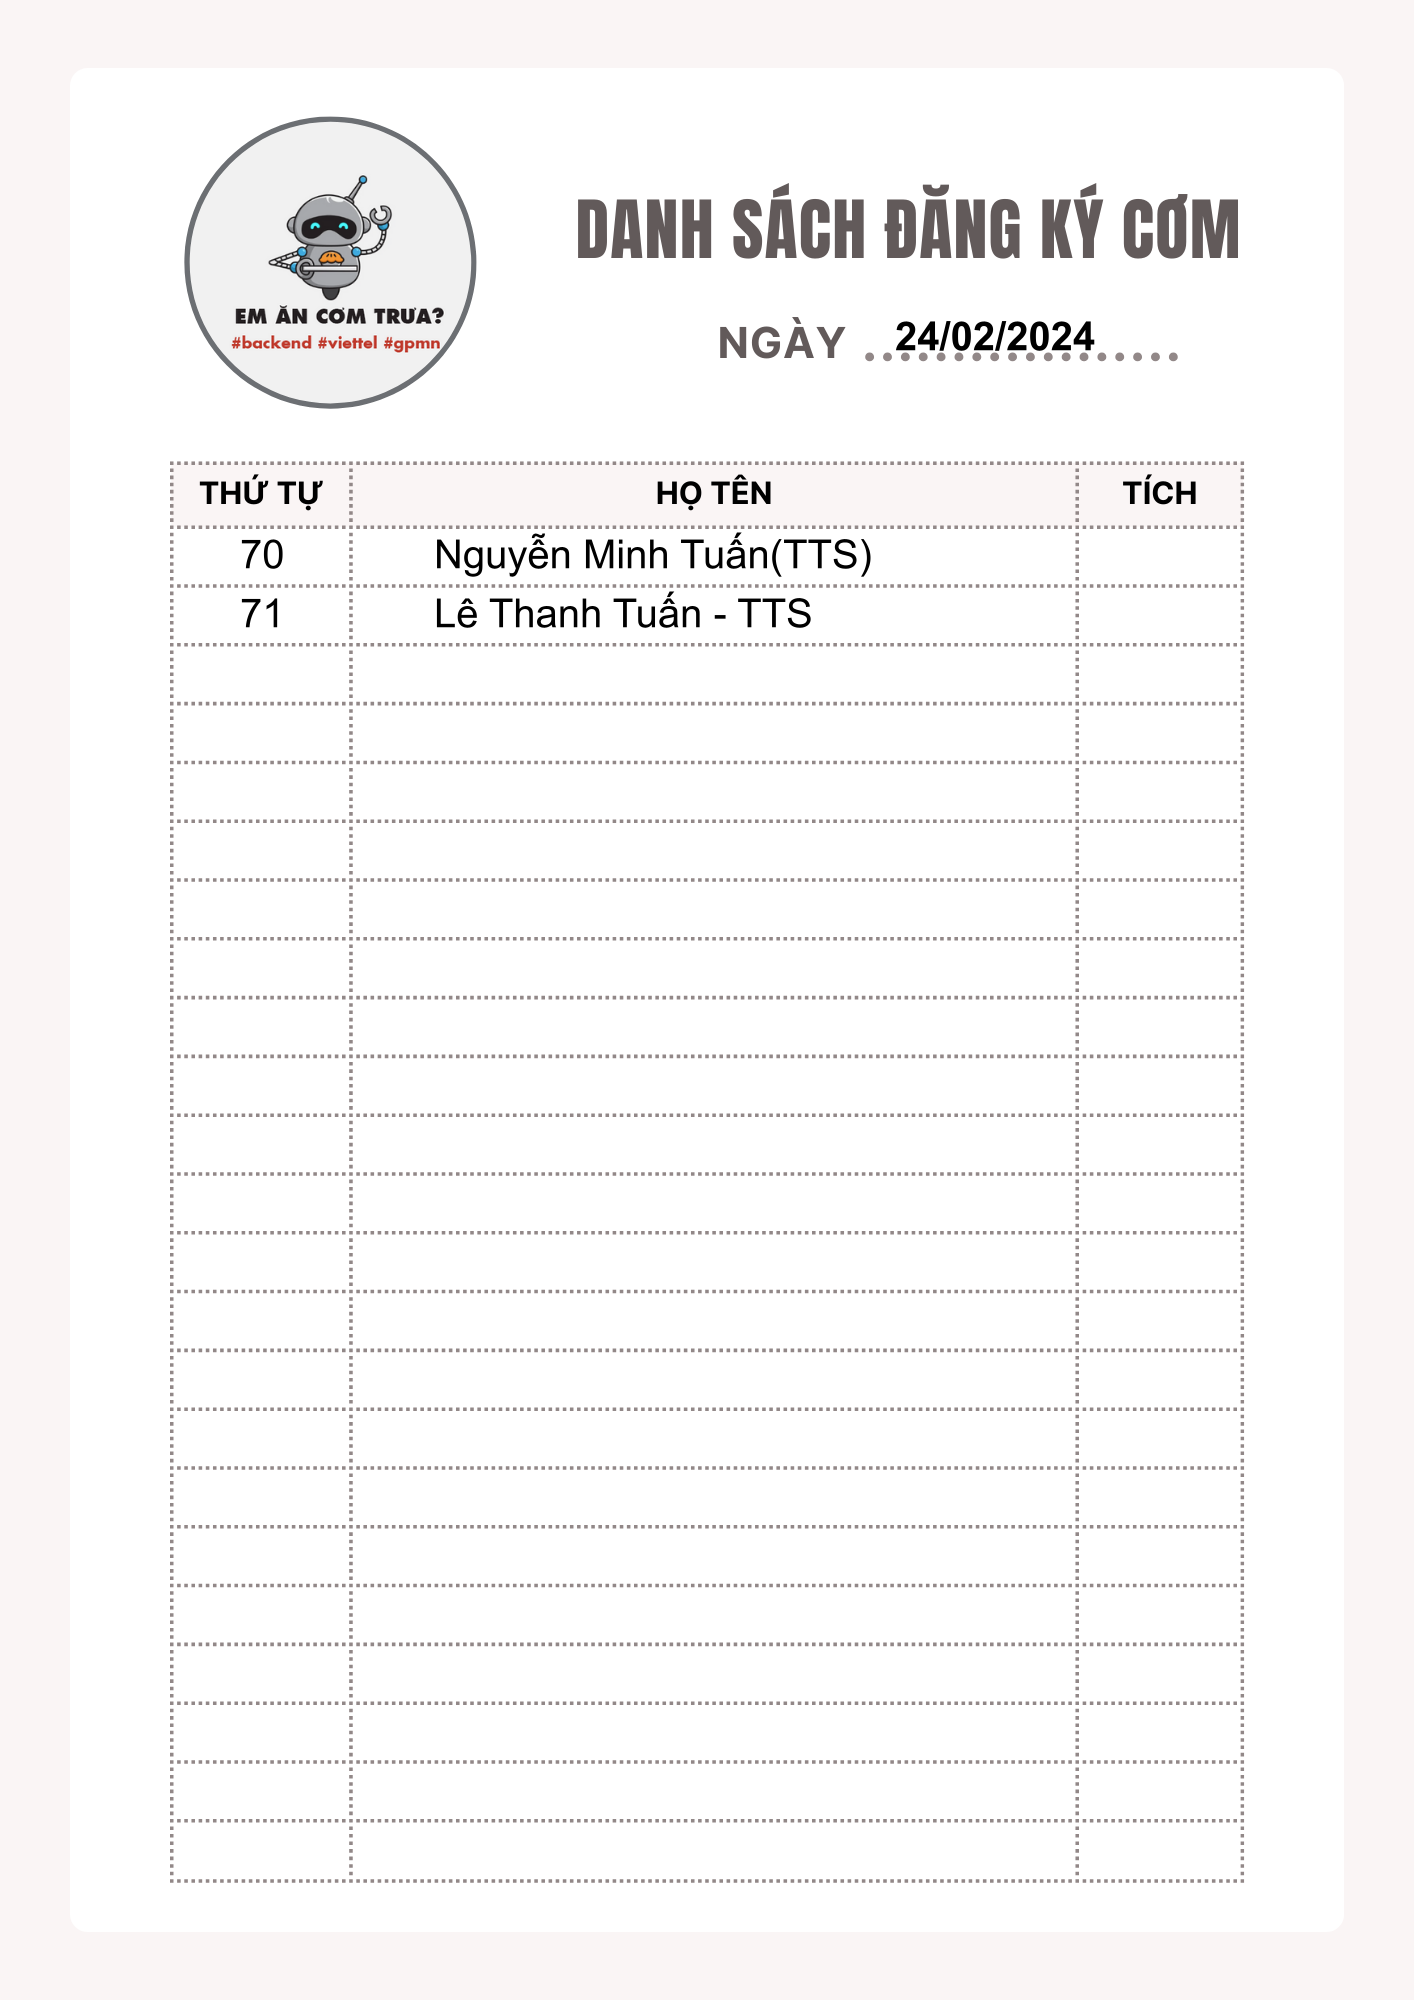 EM ĂN CƠM TRƯA?
#backend #viettel #gpmn
DANH SÁCH ĐĂNG KÝ CƠM
NGÀY 24/02/2024
THỨ TỰ HỌ TÊN TÍCH
70 Nguyễn Minh Tuấn(TTS)
71 Lê Thanh Tuấn - TTS